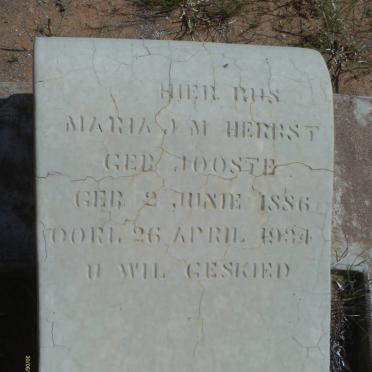 HIER RUS
MARIA J. M HERBST
GEB JOOSTE
GEB 2 JUNIE 1886
OORL 26 APRIL 1934
U WIL GESKIED